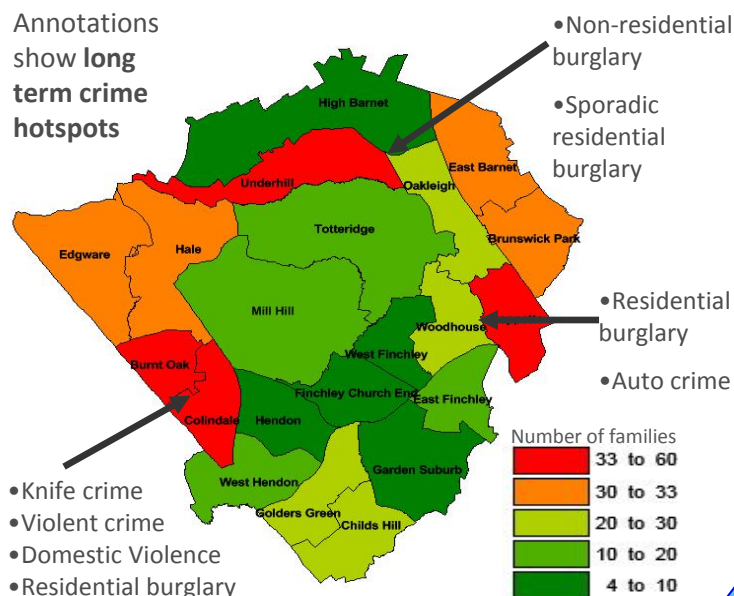 Annotations
show long
term crime
hotspots
•Non-residential
burglary
•Sporadic
residential
burglary
High Barnet
Underhill
East Barnet
Oakleigh
Totteridge
Brunswick Park
Edgware
Hale
Mill Hill
Woodhouse
•Residential
burglary
•Auto crime
West Finchley
Burnt Oak
Finchley Church End
East Finchley
Colindale
Hendon
Garden Suburb
West Hendon
Golders Green
Childs Hill
•Knife crime
•Violent crime
•Domestic Violence
•Residential burglary
Number of families
33 to 60
30 to 33
20 to 30
10 to 20
4 to 10